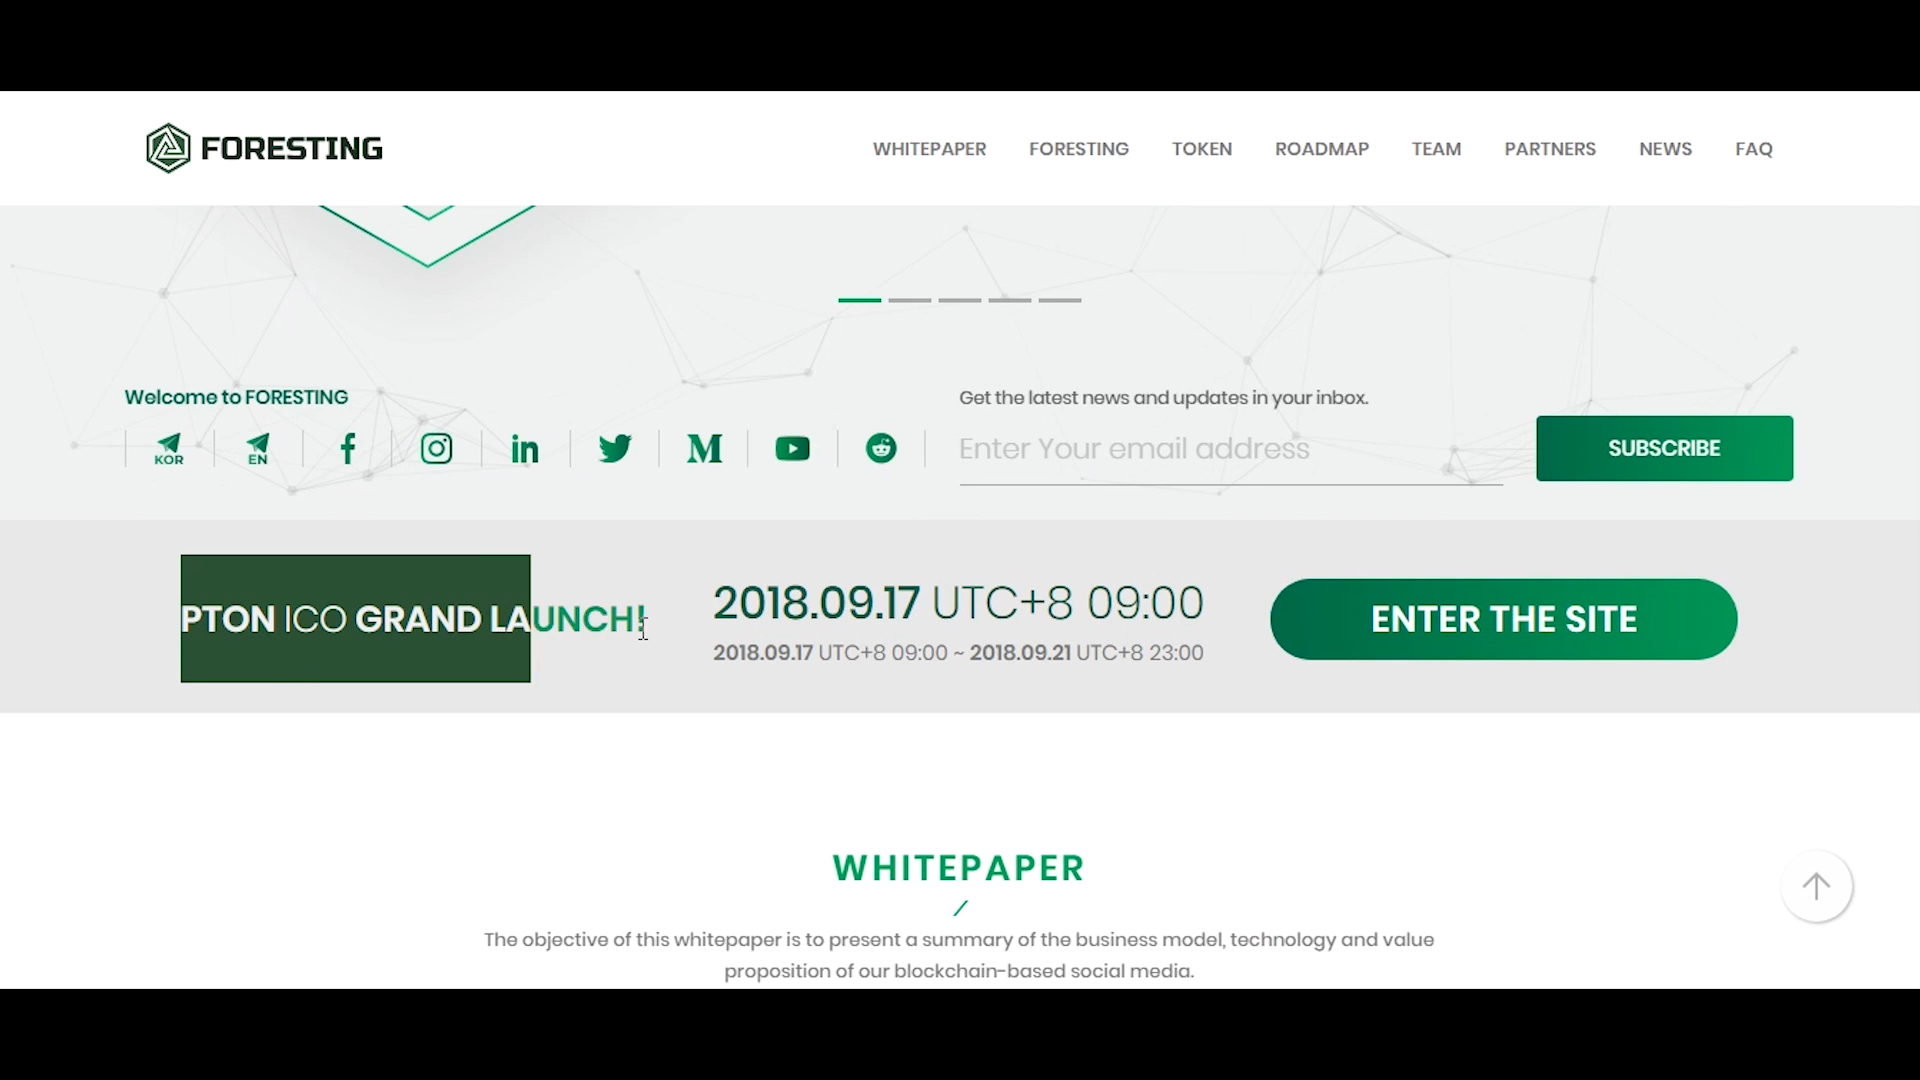 FORESTING
WHITEPAPER FORESTING TOKEN ROADMAP TEAM PARTNERS NEWS FAQ
Welcome to FORESTING
KOR
EN
Get the latest news and updates in your inbox.
Enter Your email address
SUBSCRIBE
PTON ICO GRAND LAUNCH!
2018.09.17 UTC+8 09:00
2018.09.17 UTC+8 09:00 ~ 2018.09.21 UTC+8 23:00
ENTER THE SITE
WHITEPAPER
The objective of this whitepaper is to present a summary of the business model, technology and value
proposition of our blockchain-based social media.